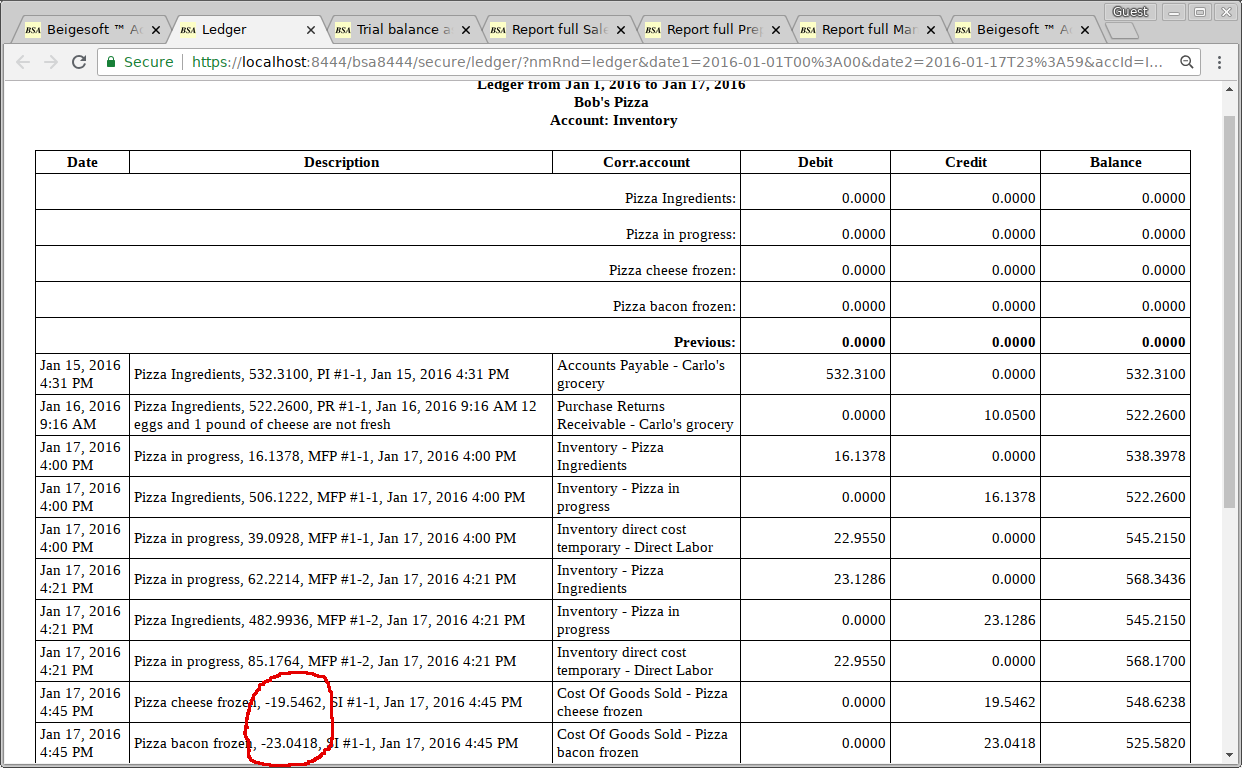 Guest
BSA Beigesoft ™ Ac
BSA Ledger
BSA Trial balance a
BSA Report full Sale
BSA Report full Prep
BSA Report full Man
BSA Beigesoft ™ Ac
Secure https://localhost:8444/bsa8444/secure/ledger/?nmRnd=ledger&date1=2016-01-01T00%3A00&date2=2016-01-17T23%3A59&accId=I...
Ledger from Jan 1, 2016 to Jan 17, 2016
Bob's Pizza
Account: Inventory
Date Description Corr.account Debit Credit Balance
Pizza Ingredients: 0.0000 0.0000 0.0000
Pizza in progress: 0.0000 0.0000 0.0000
Pizza cheese frozen: 0.0000 0.0000 0.0000
Pizza bacon frozen: 0.0000 0.0000 0.0000
Previous: 0.0000 0.0000 0.0000
Jan 15, 2016
4:31 PM
Pizza Ingredients, 532.3100, PI #1-1, Jan 15, 2016 4:31 PM
Accounts Payable - Carlo's
grocery
532.3100 0.0000 532.3100
Jan 16, 2016
9:16 AM
Pizza Ingredients, 522.2600, PR #1-1, Jan 16, 2016 9:16 AM 12
eggs and 1 pound of cheese are not fresh
Purchase Returns
Receivable - Carlo's grocery
0.0000 10.0500 522.2600
Jan 17, 2016
4:00 PM
Pizza in progress, 16.1378, MFP #1-1, Jan 17, 2016 4:00 PM
Inventory - Pizza
Ingredients
16.1378 0.0000 538.3978
Jan 17, 2016
4:00 PM
Pizza Ingredients, 506.1222, MFP #1-1, Jan 17, 2016 4:00 PM
Inventory - Pizza in
progress
0.0000 16.1378 522.2600
Jan 17, 2016
4:00 PM
Pizza in progress, 39.0928, MFP #1-1, Jan 17, 2016 4:00 PM
Inventory direct cost
temporary - Direct Labor
22.9550 0.0000 545.2150
Jan 17, 2016
4:21 PM
Pizza in progress, 62.2214, MFP #1-2, Jan 17, 2016 4:21 PM
Inventory - Pizza
Ingredients
23.1286 0.0000 568.3436
Jan 17, 2016
4:21 PM
Pizza Ingredients, 482.9936, MFP #1-2, Jan 17, 2016 4:21 PM
Inventory - Pizza in
progress
0.0000 23.1286 545.2150
Jan 17, 2016
4:21 PM
Pizza in progress, 85.1764, MFP #1-2, Jan 17, 2016 4:21 PM
Inventory direct cost
temporary - Direct Labor
22.9550 0.0000 568.1700
Jan 17, 2016
4:45 PM
Pizza cheese frozen, -19.5462, SI #1-1, Jan 17, 2016 4:45 PM
Cost Of Goods Sold - Pizza
cheese frozen
0.0000 19.5462 548.6238
Jan 17, 2016
4:45 PM
Pizza bacon frozen, -23.0418, SI #1-1, Jan 17, 2016 4:45 PM
Cost Of Goods Sold - Pizza
bacon frozen
0.0000 23.0418 525.5820